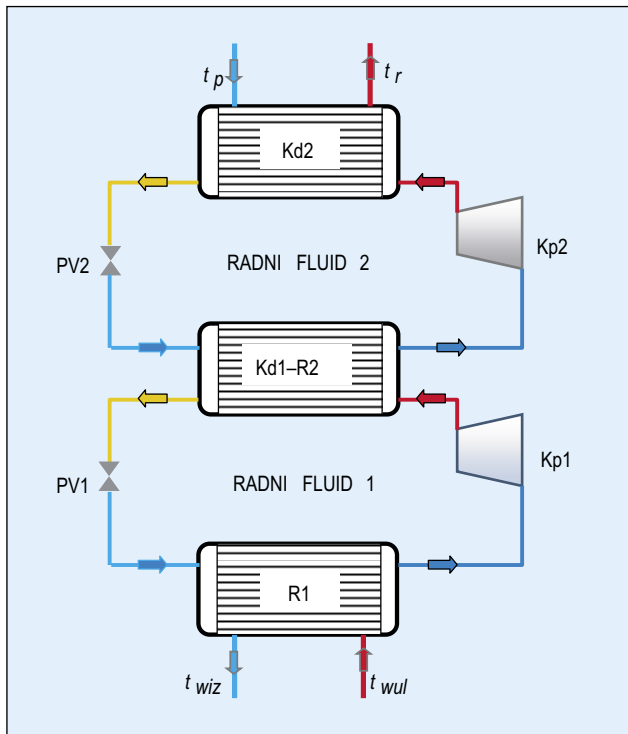 t p
t r
Kd2
Kp2
PV2
RADNI FLUID 2
Kd1–R2
Kp1
PV1
RADNI FLUID 1
R1
t wiz
t wul